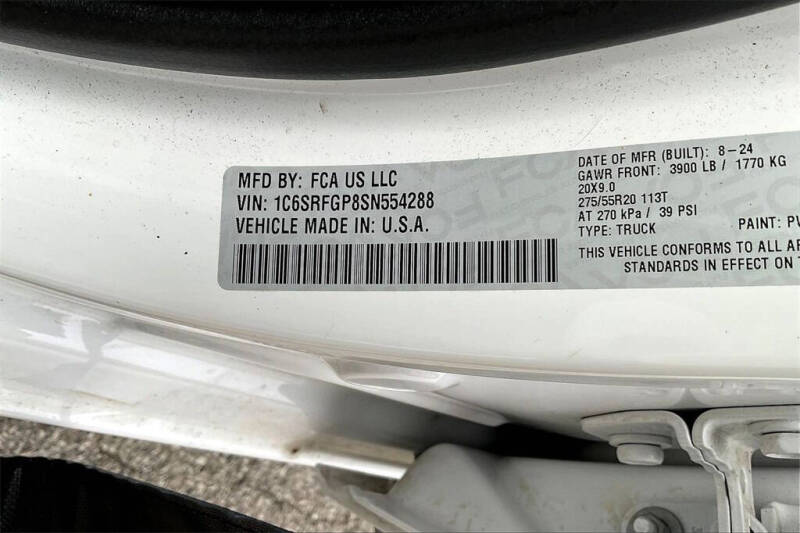 MFD BY: FCA US LLC
VIN: 1C6SRFGP8SN554288
VEHICLE MADE IN: U.S.A.
DATE OF MFR (BUILT): 8-24
GAWR FRONT: 3900 LB / 1770 KG
20X9.0
275/55R20 113T
AT 270 kPa / 39 PSI
TYPE: TRUCK PAINT:
THIS VEHICLE CONFORMS TO ALL
STANDARDS IN EFFECT ON